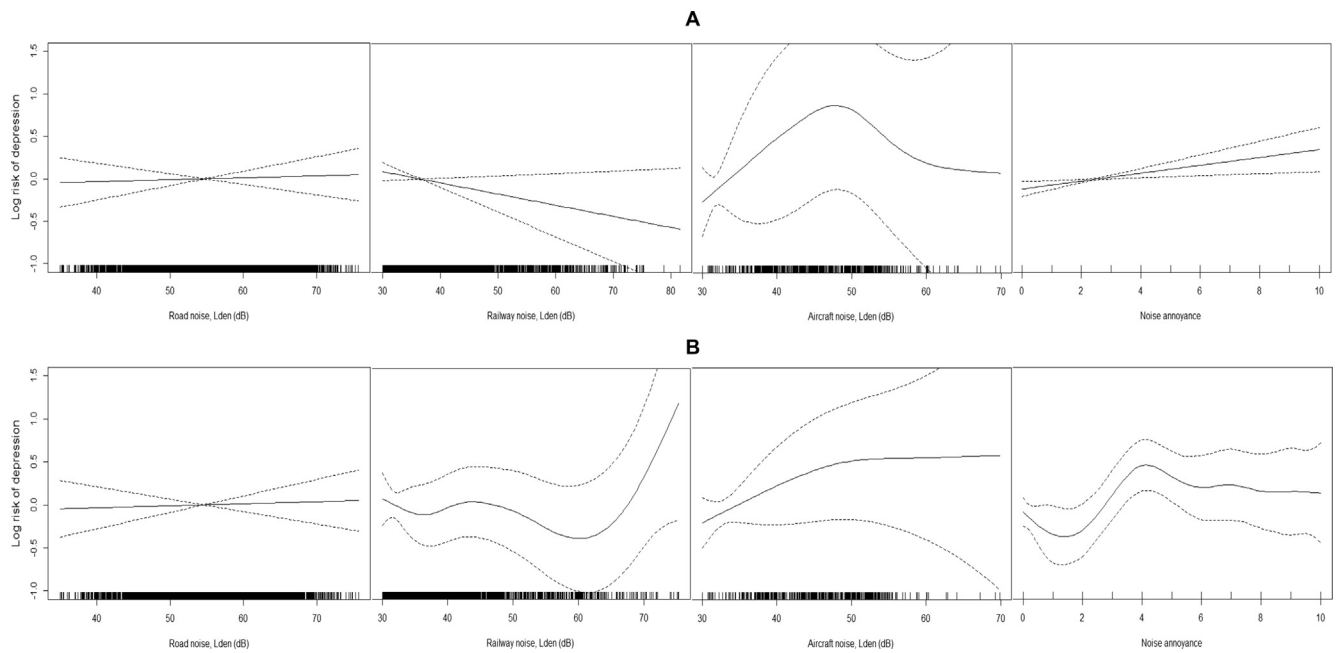 A
Log risk of depression
1.5
1.0
0.5
0.0
-0.5
-1.0
40 50 60 70
30 40 50 60 70 80
30 40 50 60 70
0 2 4 6 8 10
Road noise, Lden (dB)
Railway noise, Lden (dB)
Aircraft noise, Lden (dB)
Noise annoyance
B
Log risk of depression
1.5
1.0
0.5
0.0
-0.5
-1.0
40 50 60 70
30 40 50 60 70
30 40 50 60 70
0 2 4 6 8 10
Road noise, Lden (dB)
Railway noise, Lden (dB)
Aircraft noise, Lden (dB)
Noise annoyance